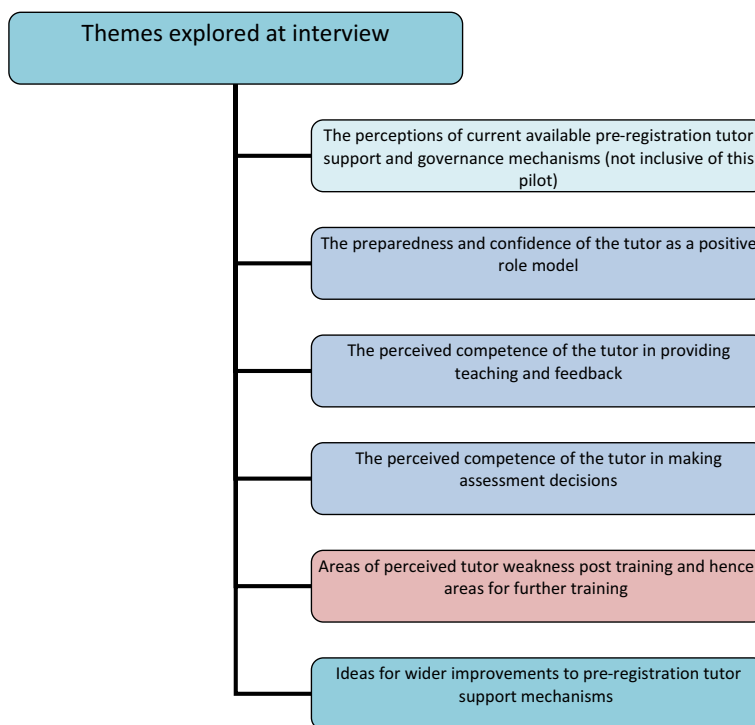 Themes explored at interview
The perceptions of current available pre-registration tutor
support and governance mechanisms (not inclusive of this
pilot)
The preparedness and confidence of the tutor as a positive
role model
The perceived competence of the tutor in providing
teaching and feedback
The perceived competence of the tutor in making
assessment decisions
Areas of perceived tutor weakness post training and hence
areas for further training
Ideas for wider improvements to pre-registration tutor
support mechanisms